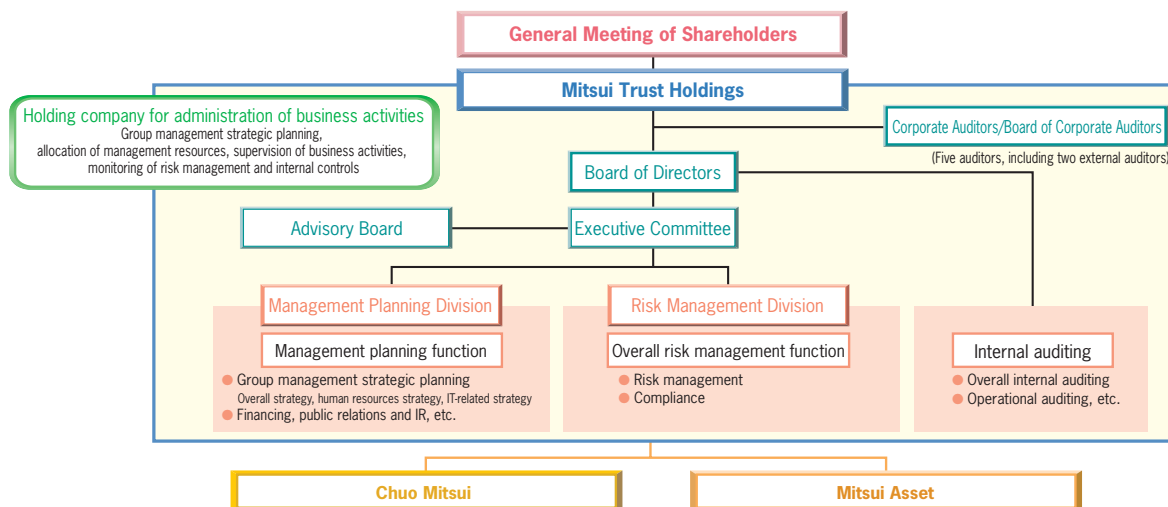 General Meeting of Shareholders
Mitsui Trust Holdings
Holding company for administration of business activities
Group management strategic planning,
allocation of management resources, supervision of business activities,
monitoring of risk management and internal controls
Corporate Auditors/Board of Corporate Auditors
(Five auditors, including two external auditors)
Board of Directors
Advisory Board
Executive Committee
Management Planning Division
Management planning function
● Group management strategic planning
Overall strategy, human resources strategy, IT-related strategy
● Financing, public relations and IR, etc.
Risk Management Division
Overall risk management function
● Risk management
● Compliance
Internal auditing
● Overall internal auditing
● Operational auditing, etc.
Chuo Mitsui
Mitsui Asset